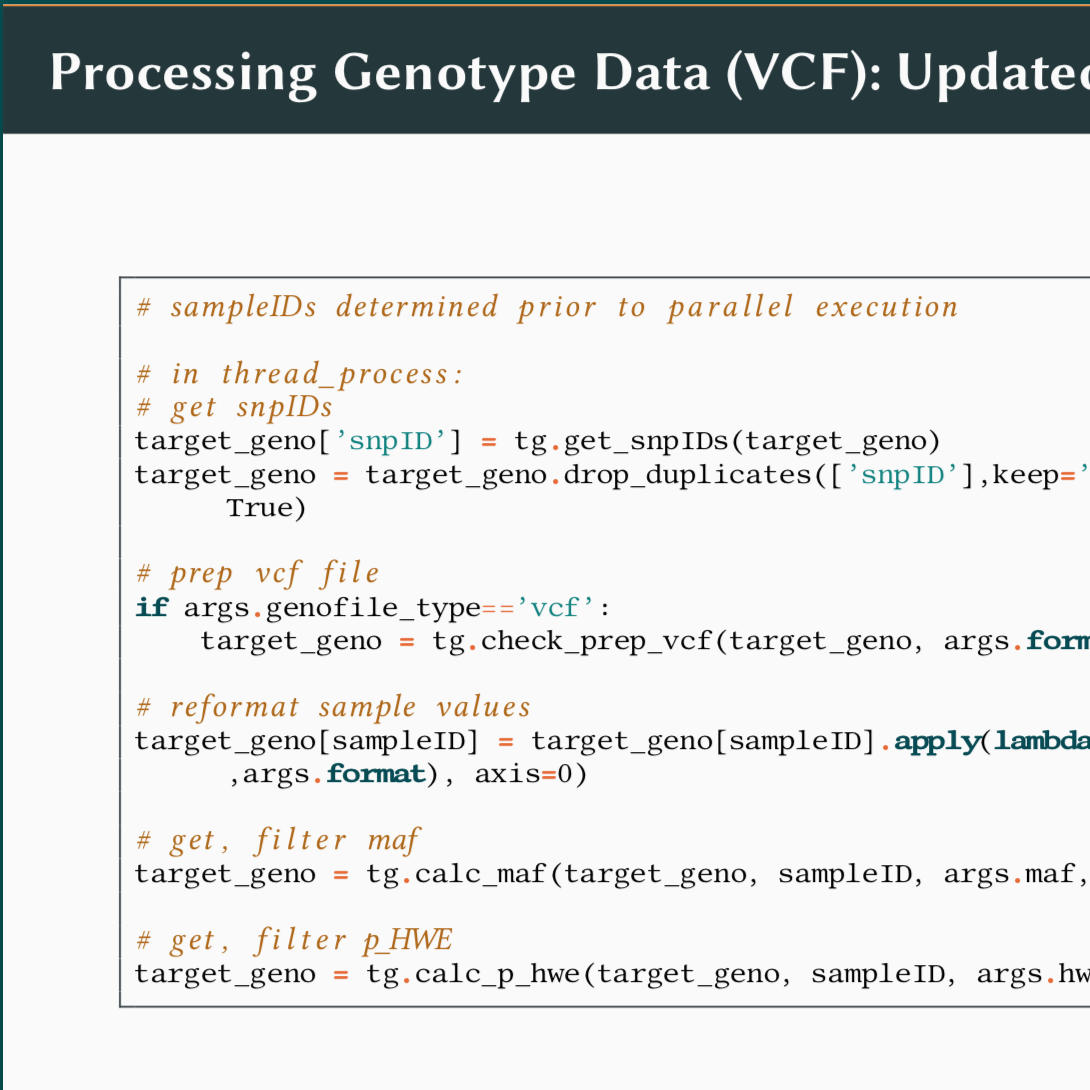 Processing Genotype Data (VCF): Updated
# sampleIDs determined prior to parallel execution
# in thread_process:
# get snpIDs
target_geno['snpID'] = tg.get_snpIDs(target_geno)
target_geno = target_geno.drop_duplicates(['snpID'],keep='
True)
# prep vcf file
if args.genofile_type=='vcf':
target_geno = tg.check_prep_vcf(target_geno, args.form
# reformat sample values
target_geno[sampleID] = target_geno[sampleID].apply(lambda
,args.format), axis=0)
# get, filter maf
target_geno = tg.calc_maf(target_geno, sampleID, args.maf,
# get, filter p_HWE
target_geno = tg.calc_p_hwe(target_geno, sampleID, args.hw